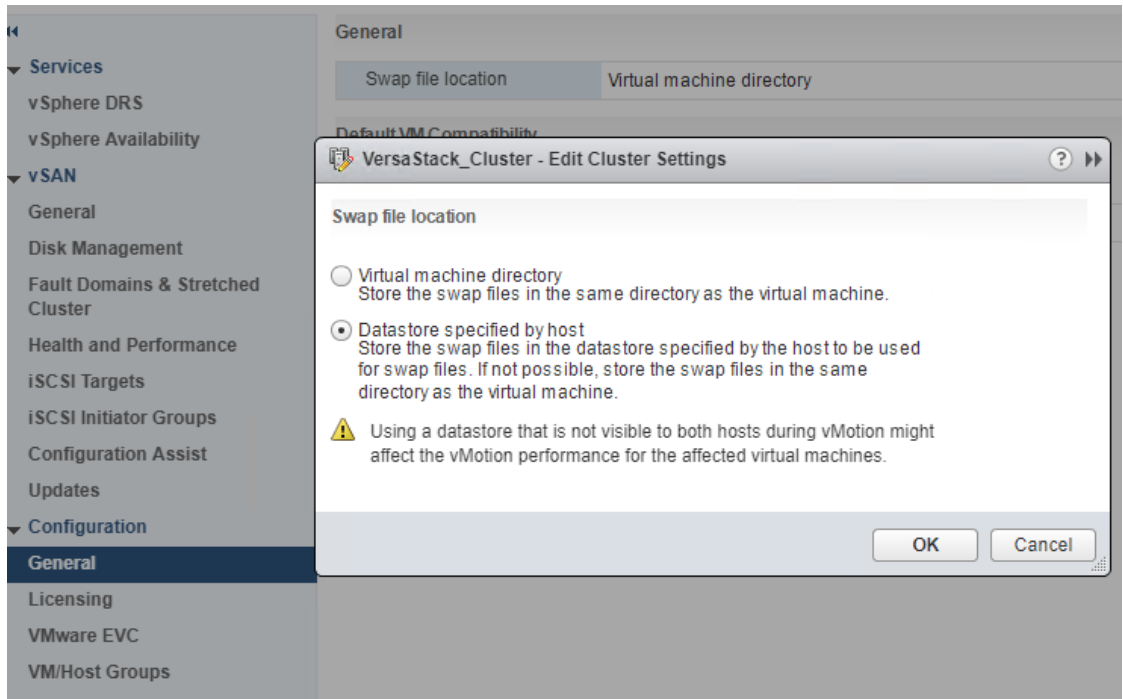 General
Services
Swap file location
Virtual machine directory
vSphere DRS
vSphere Availability
Default VM Compatibility
VersaStack_Cluster - Edit Cluster Settings
?
vSAN
General
Disk Management
Fault Domains & Stretched
Cluster
Health and Performance
iSCSI Targets
iSCSI Initiator Groups
Configuration Assist
Updates
Configuration
General
Licensing
VMware EVC
VM/Host Groups
Swap file location
Virtual machine directory
Store the swap files in the same directory as the virtual machine.
Datastore specified by host
Store the swap files in the datastore specified by the host to be used
for swap files. If not possible, store the swap files in the same
directory as the virtual machine.
Using a datastore that is not visible to both hosts during vMotion might
affect the vMotion performance for the affected virtual machines.
OK
Cancel